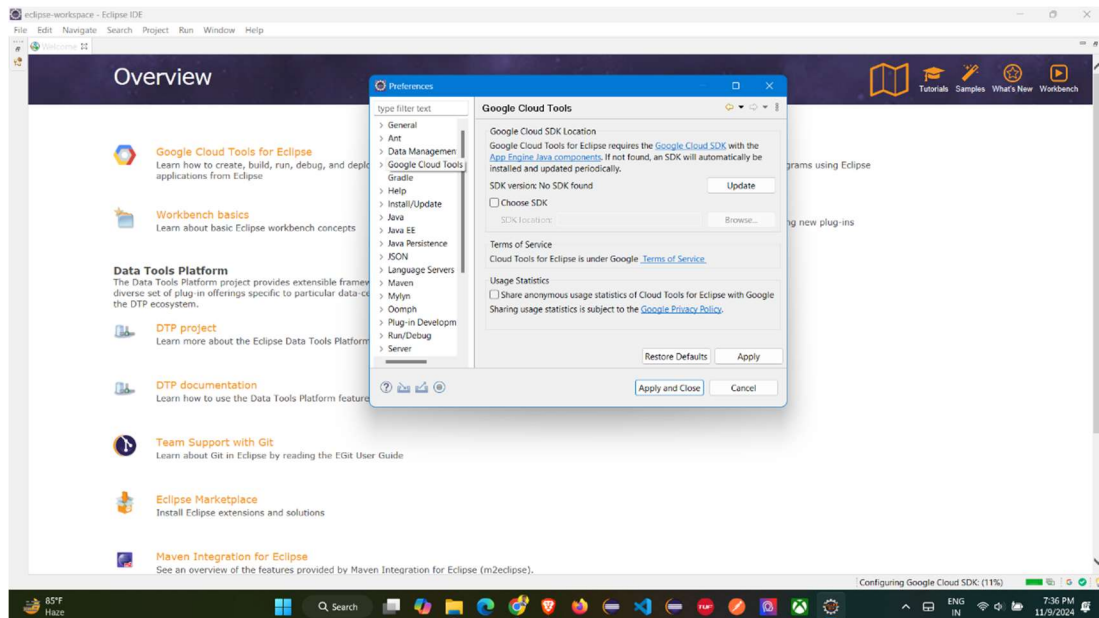 eclipse-workspace - Eclipse IDE
File Edit Navigate Search Project Run Window Help
Welcome
Overview
Tutorials Samples What's New Workbench
Google Cloud Tools for Eclipse
Learn how to create, build, run, debug, and deplo
applications from Eclipse
grams using Eclipse
Workbench basics
Learn about basic Eclipse workbench concepts
ng new plug-ins
Data Tools Platform
The Data Tools Platform project provides extensible framew
diverse set of plug-in offerings specific to particular data-ce
the DTP ecosystem.
DTP project
Learn more about the Eclipse Data Tools Platform
DTP documentation
Learn how to use the Data Tools Platform feature
Team Support with Git
Learn about Git in Eclipse by reading the EGit User Guide
Eclipse Marketplace
Install Eclipse extensions and solutions
Maven Integration for Eclipse
See an overview of the features provided by Maven Integration for Eclipse (m2eclipse).
Preferences
type filter text
General
Ant
Data Managemen
Google Cloud Tools
Gradle
Help
Install/Update
Java
Java EE
Java Persistence
JSON
Language Servers
Maven
Mylyn
Oomph
Plug-in Developm
Run/Debug
Server
Google Cloud Tools
Google Cloud SDK Location
Google Cloud Tools for Eclipse requires the Google Cloud SDK with the
App Engine Java components. If not found, an SDK will automatically be
installed and updated periodically.
SDK version: No SDK found
Update
Choose SDK
SDK location:
Browse...
Terms of Service
Cloud Tools for Eclipse is under Google Terms of Service.
Usage Statistics
Share anonymous usage statistics of Cloud Tools for Eclipse with Google
Sharing usage statistics is subject to the Google Privacy Policy.
Restore Defaults Apply
Apply and Close Cancel
Configuring Google Cloud SDK: (11%)
85°F
Haze
Search
ENG
IN
7:36 PM
11/9/2024